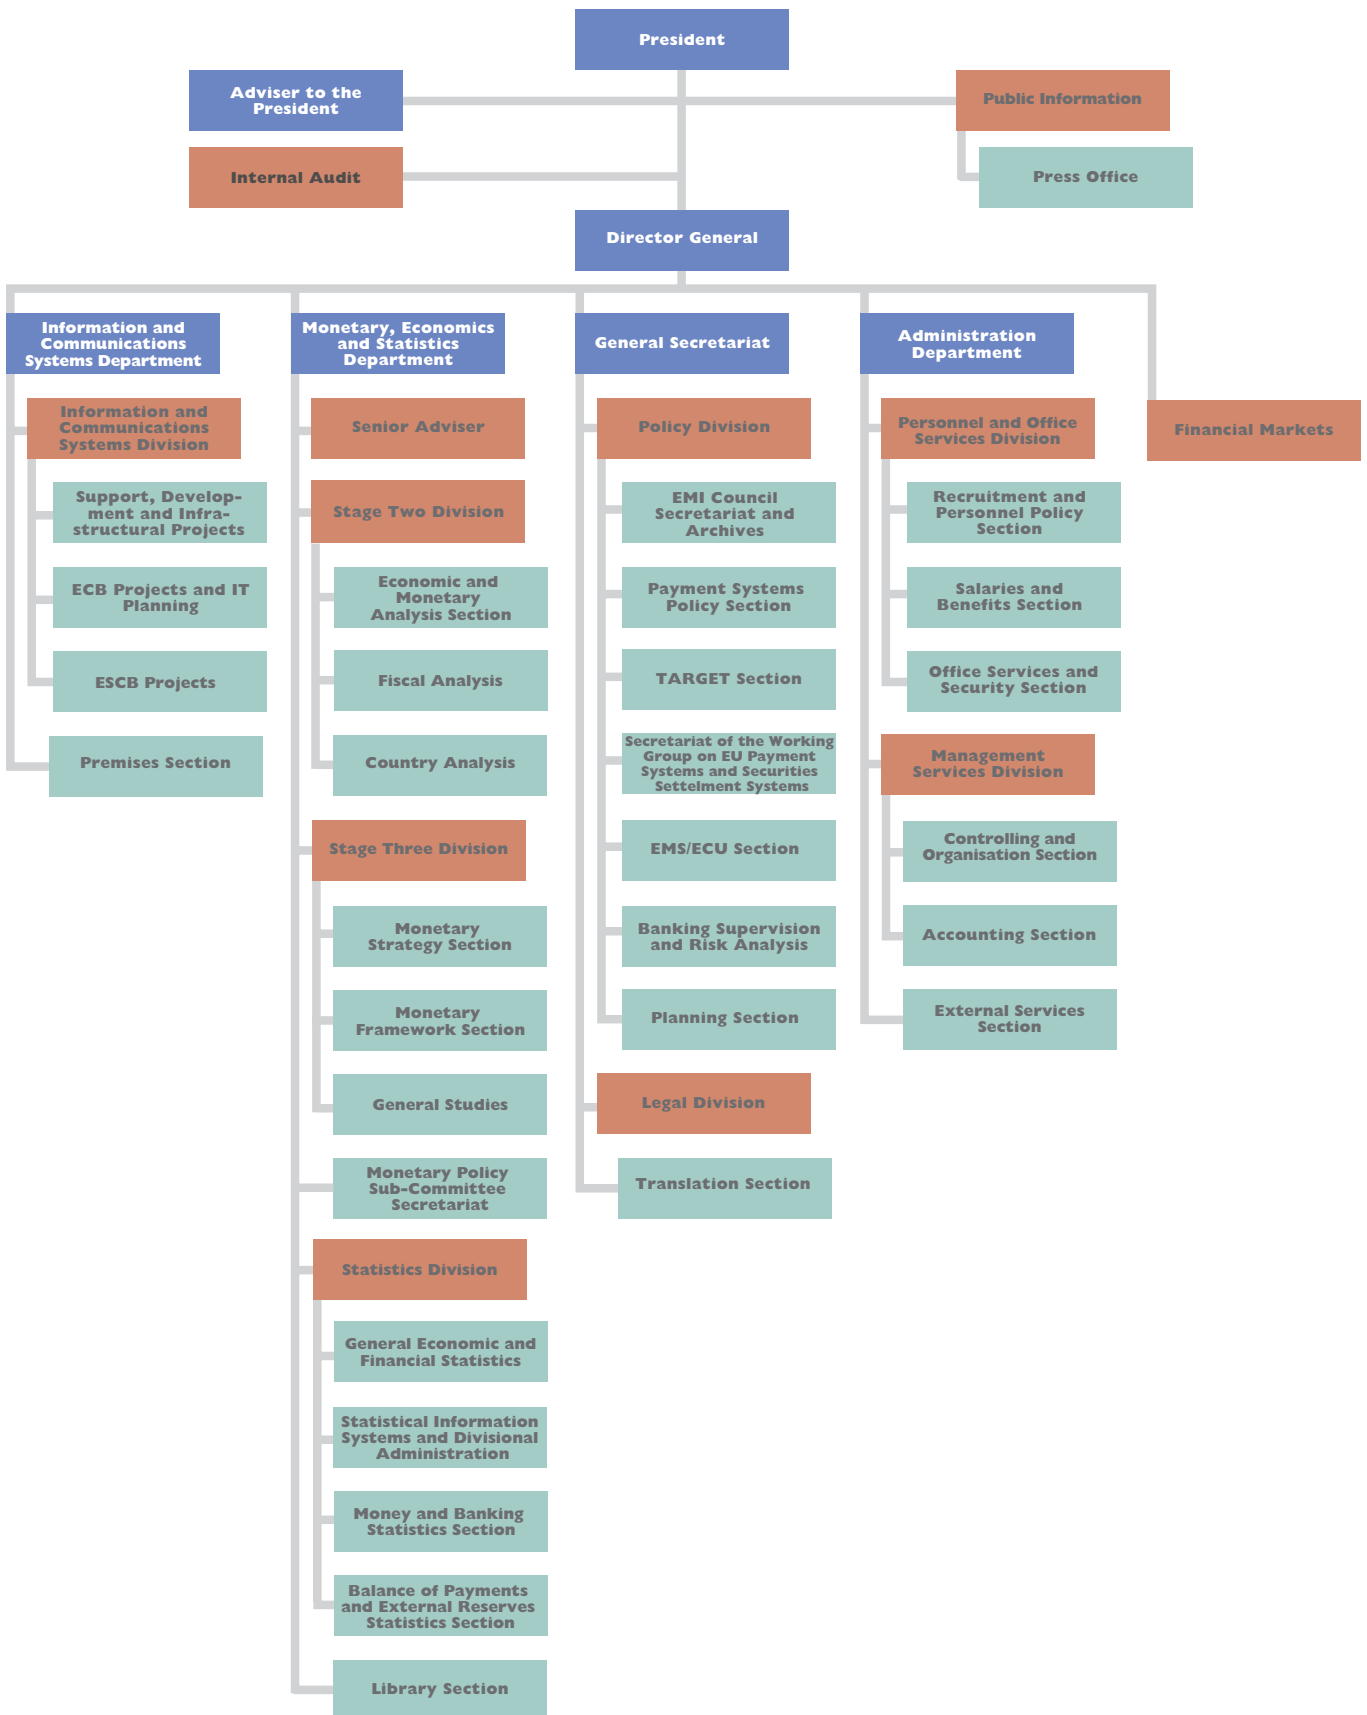 President
Adviser to the
President
Public Information
Internal Audit
Press Office
Director General
Information and
Communications
Systems Department
Information and
Communications
Systems Division
Support, Develop-
ment and Infra-
structural Projects
ECB Projects and IT
Planning
ESCB Projects
Premises Section
Monetary, Economics
and Statistics
Department
Senior Adviser
Stage Two Division
Economic and
Monetary
Analysis Section
Fiscal Analysis
Country Analysis
Stage Three Division
Monetary
Strategy Section
Monetary
Framework Section
General Studies
Monetary Policy
Sub-Committee
Secretariat
Statistics Division
General Economic and
Financial Statistics
Statistical Information
Systems and Divisional
Administration
Money and Banking
Statistics Section
Balance of Payments
and External Reserves
Statistics Section
Library Section
General Secretariat
Policy Division
EMI Council
Secretariat and
Archives
Payment Systems
Policy Section
TARGET Section
Secretariat of the Working
Group on EU Payment
Systems and Securities
Settelment Systems
EMS/ECU Section
Banking Supervision
and Risk Analysis
Planning Section
Legal Division
Translation Section
Administration
Department
Personnel and Office
Services Division
Recruitment and
Personnel Policy
Section
Salaries and
Benefits Section
Office Services and
Security Section
Management
Services Division
Controlling and
Organisation Section
Accounting Section
External Services
Section
Financial Markets